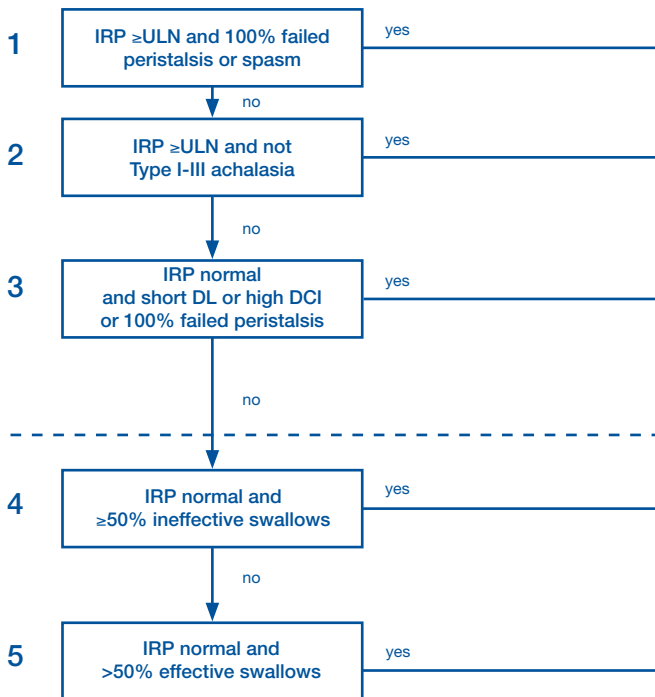 1
IRP ≥ULN and 100% failed
peristalsis or spasm
yes
no
2
IRP ≥ULN and not
Type I-III achalasia
yes
no
3
IRP normal
and short DL or high DCI
or 100% failed peristalsis
yes
no
4
IRP normal and
≥50% ineffective swallows
yes
no
5
IRP normal and
>50% effective swallows
yes